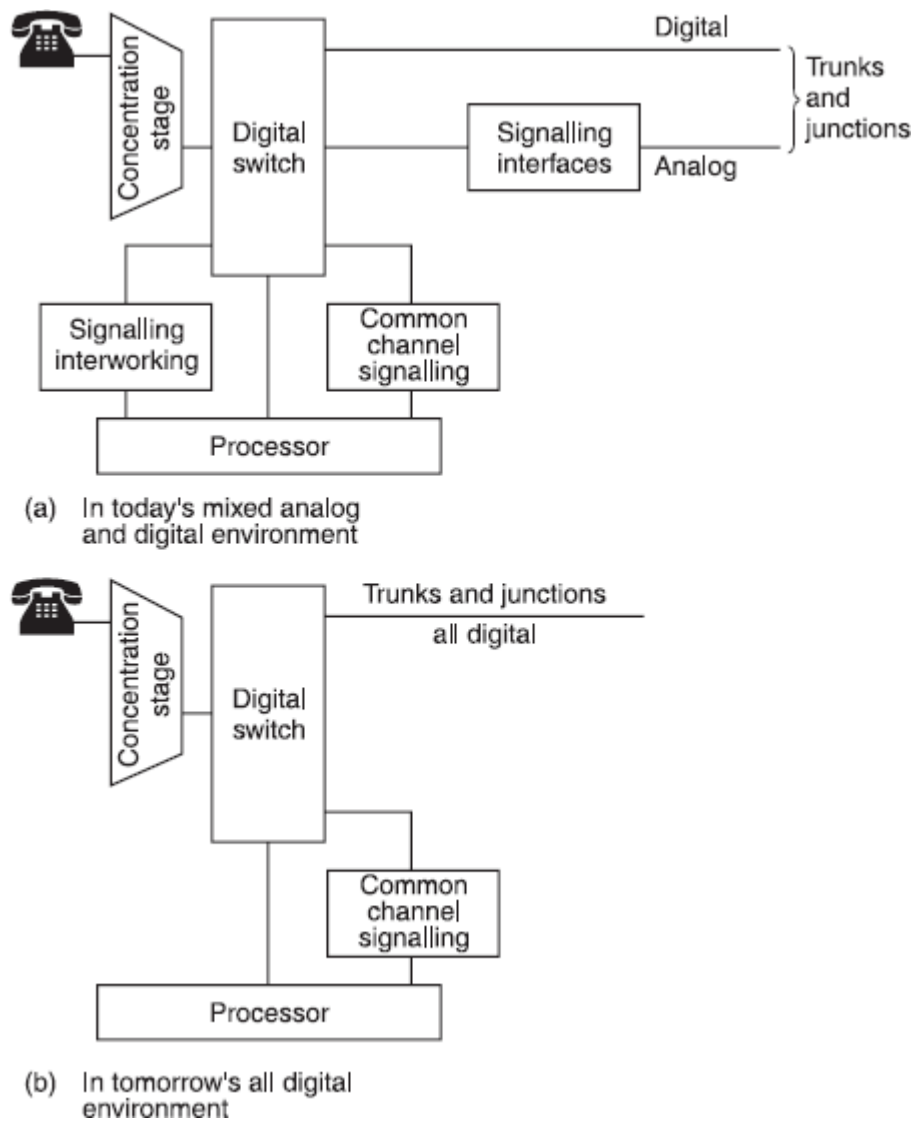 Concentration
stage
Digital
switch
Digital
Signalling
interfaces
Analog
Trunks
and
junctions
Signalling
interworking
Common
channel
signalling
Processor
(a) In today's mixed analog
and digital environment
Concentration
stage
Digital
switch
Trunks and junctions
all digital
Common
channel
signalling
Processor
(b) In tomorrow's all digital
environment